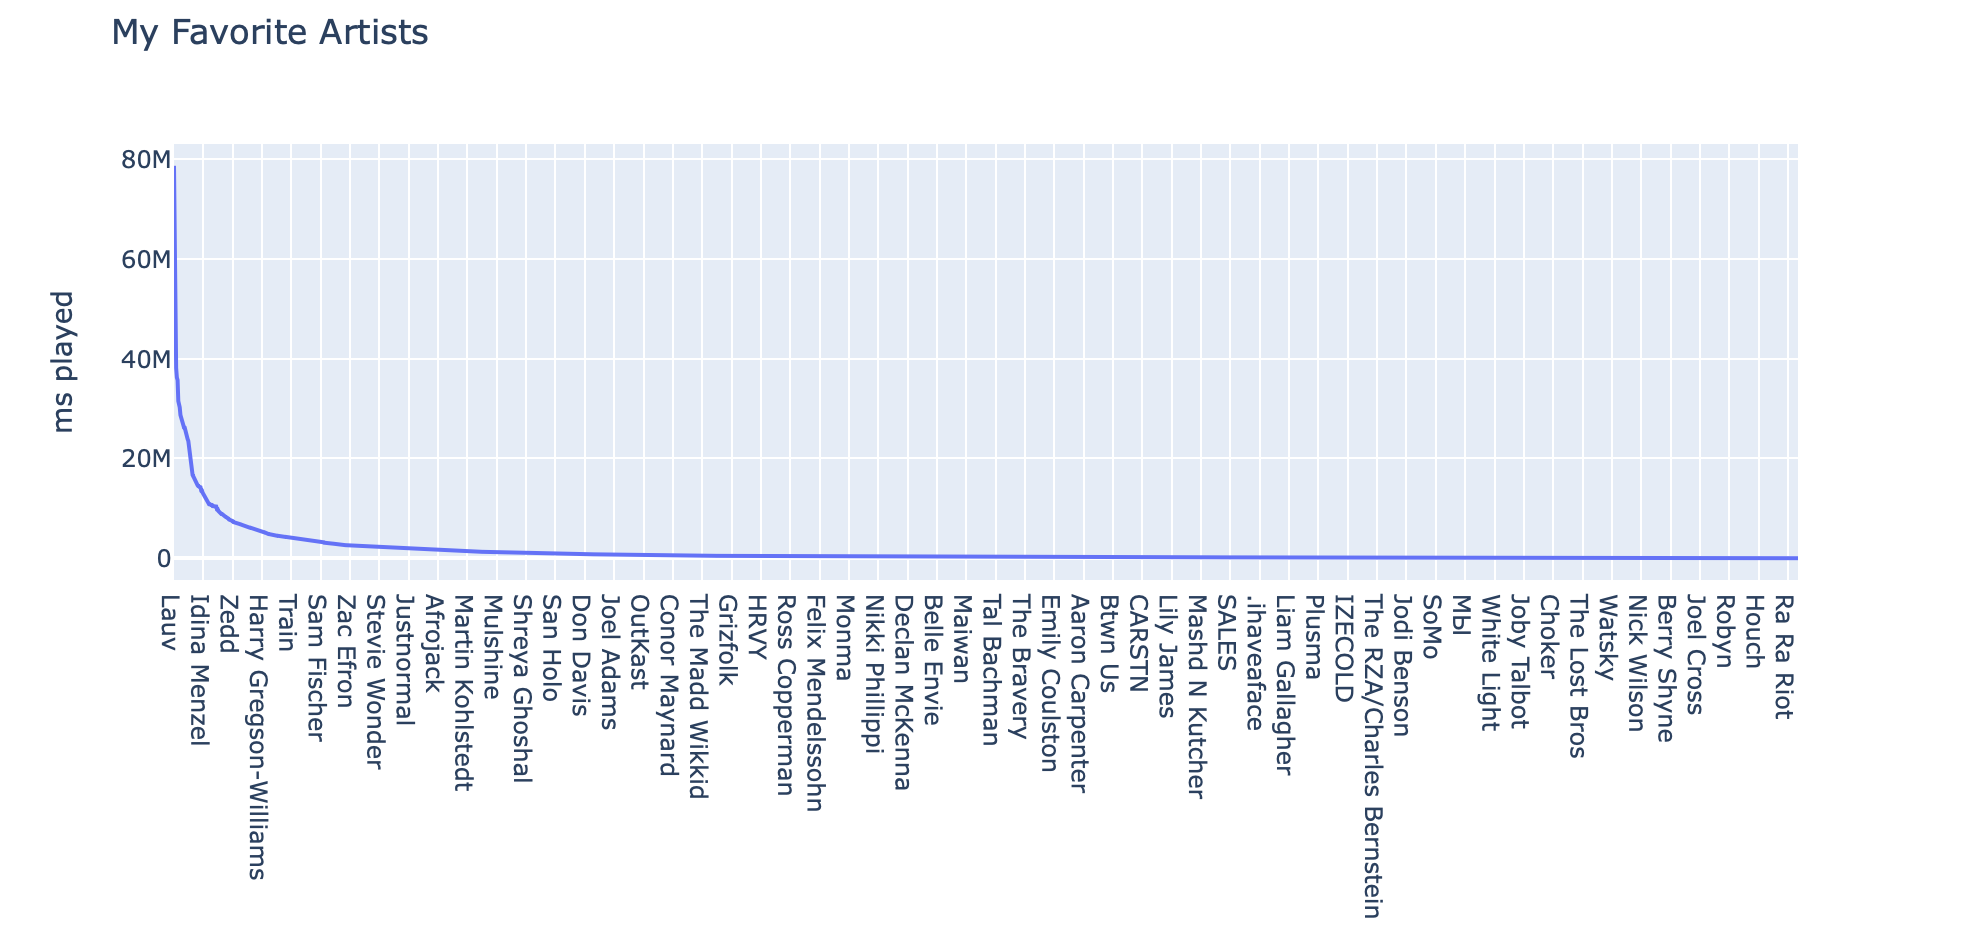 My Favorite Artists
ms played
80M
60M
40M
20M
0
Lauv
Idina Menzel
Zedd
Harry Gregson-Williams
Train
Sam Fischer
Zac Efron
Stevie Wonder
Justnormal
Afrojack
Martin Kohlstedt
Mulshine
Shreya Ghoshal
San Holo
Don Davis
Joel Adams
OutKast
Conor Maynard
The Madd Wikkid
Grizfolk
HRVY
Ross Copperman
Felix Mendelssohn
Monma
Nikki Phillippi
Declan McKenna
Belle Envie
Maiwan
Tal Bachman
The Bravery
Emily Coulston
Aaron Carpenter
Btwn Us
CARSTN
Lily James
Mashd N Kutcher
SALES
.ihaveaface
Liam Gallagher
Plusma
IZECOLD
The RZA/Charles Bernstein
Jodi Benson
SoMo
Mbl
White Light
Joby Talbot
Choker
The Lost Bros
Watsky
Nick Wilson
Berry Shyne
Joel Cross
Robyn
Houch
Ra Ra Riot